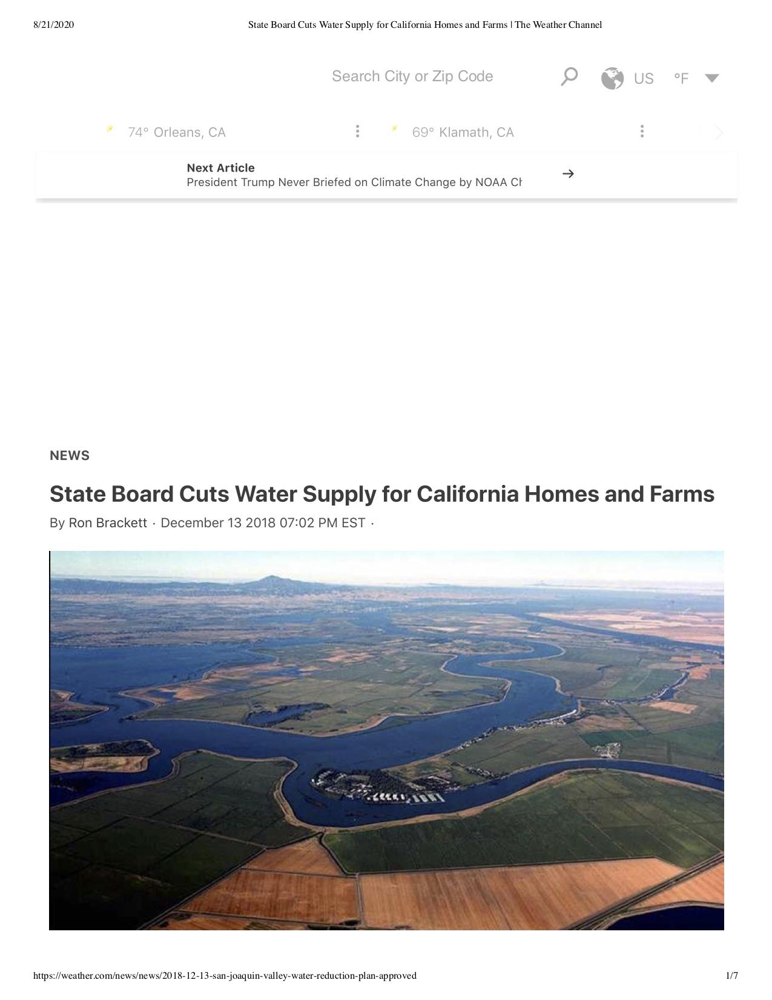 8/21/2020 State Board Cuts Water Supply for California Homes and Farms | The Weather Channel
Search City or Zip Code US °F
74° Orleans, CA 69° Klamath, CA
Next Article
President Trump Never Briefed on Climate Change by NOAA Ch
NEWS
State Board Cuts Water Supply for California Homes and Farms
By Ron Brackett · December 13 2018 07:02 PM EST ·
https://weather.com/news/news/2018-12-13-san-joaquin-valley-water-reduction-plan-approved 1/7